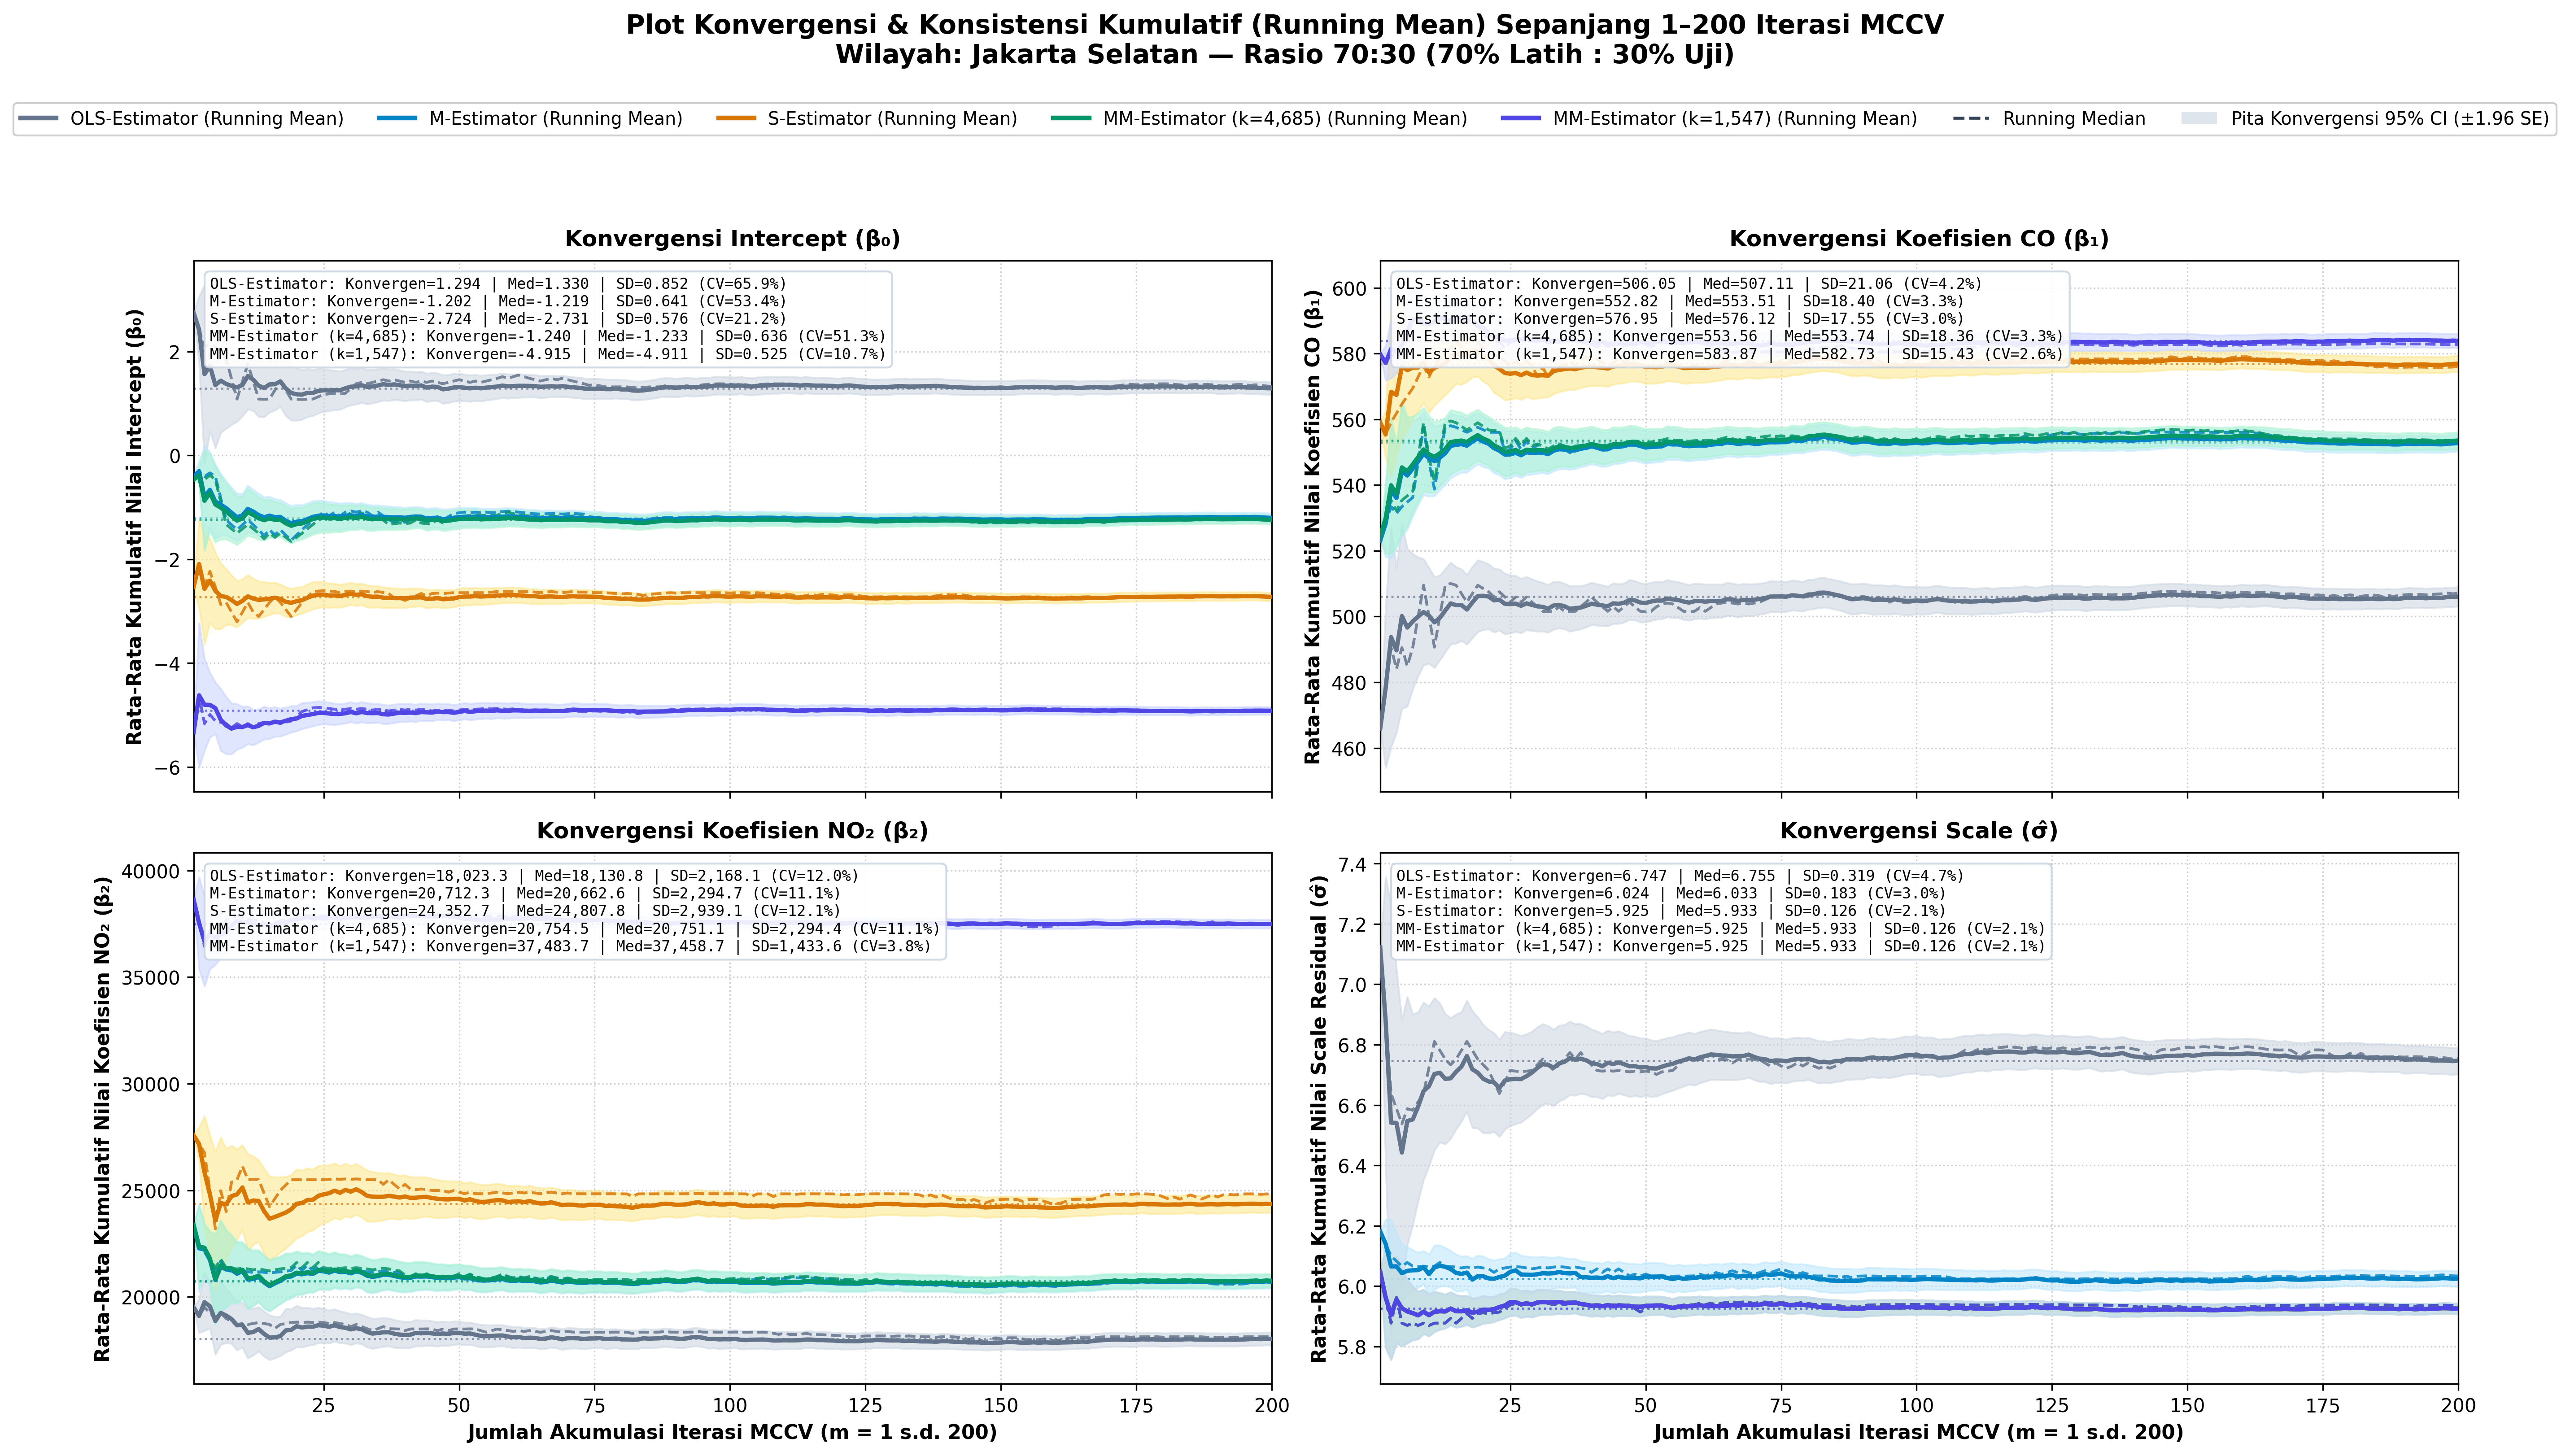 Plot Konvergensi & Konsistensi Kumulatif (Running Mean) Sepanjang 1–200 Iterasi MCCV
Wilayah: Jakarta Selatan — Rasio 70:30 (70% Latih : 30% Uji)
OLS-Estimator (Running Mean)
M-Estimator (Running Mean)
S-Estimator (Running Mean)
MM-Estimator (k=4,685) (Running Mean)
MM-Estimator (k=1,547) (Running Mean)
Running Median
Pita Konvergensi 95% CI (±1.96 SE)
Konvergensi Intercept (β₀)
Rata-Rata Kumulatif Nilai Intercept (β₀)
OLS-Estimator: Konvergen=1.294 | Med=1.330 | SD=0.852 (CV=65.9%)
M-Estimator: Konvergen=-1.202 | Med=-1.219 | SD=0.641 (CV=53.4%)
S-Estimator: Konvergen=-2.724 | Med=-2.731 | SD=0.576 (CV=21.2%)
MM-Estimator (k=4,685): Konvergen=-1.240 | Med=-1.233 | SD=0.636 (CV=51.3%)
MM-Estimator (k=1,547): Konvergen=-4.915 | Med=-4.911 | SD=0.525 (CV=10.7%)
2
0
−2
−4
−6
Konvergensi Koefisien CO (β₁)
Rata-Rata Kumulatif Nilai Koefisien CO (β₁)
OLS-Estimator: Konvergen=506.05 | Med=507.11 | SD=21.06 (CV=4.2%)
M-Estimator: Konvergen=552.82 | Med=553.51 | SD=18.40 (CV=3.3%)
S-Estimator: Konvergen=576.95 | Med=576.12 | SD=17.55 (CV=3.0%)
MM-Estimator (k=4,685): Konvergen=553.56 | Med=553.74 | SD=18.36 (CV=3.3%)
MM-Estimator (k=1,547): Konvergen=583.87 | Med=582.73 | SD=15.43 (CV=2.6%)
600
580
560
540
520
500
480
460
Konvergensi Koefisien NO₂ (β₂)
Rata-Rata Kumulatif Nilai Koefisien NO₂ (β₂)
OLS-Estimator: Konvergen=18,023.3 | Med=18,130.8 | SD=2,168.1 (CV=12.0%)
M-Estimator: Konvergen=20,712.3 | Med=20,662.6 | SD=2,294.7 (CV=11.1%)
S-Estimator: Konvergen=24,352.7 | Med=24,807.8 | SD=2,939.1 (CV=12.1%)
MM-Estimator (k=4,685): Konvergen=20,754.5 | Med=20,751.1 | SD=2,294.4 (CV=11.1%)
MM-Estimator (k=1,547): Konvergen=37,483.7 | Med=37,458.7 | SD=1,433.6 (CV=3.8%)
40000
35000
30000
25000
20000
25 50 75 100 125 150 175 200
Jumlah Akumulasi Iterasi MCCV (m = 1 s.d. 200)
Konvergensi Scale (σ̂)
Rata-Rata Kumulatif Nilai Scale Residual (σ̂)
OLS-Estimator: Konvergen=6.747 | Med=6.755 | SD=0.319 (CV=4.7%)
M-Estimator: Konvergen=6.024 | Med=6.033 | SD=0.183 (CV=3.0%)
S-Estimator: Konvergen=5.925 | Med=5.933 | SD=0.126 (CV=2.1%)
MM-Estimator (k=4,685): Konvergen=5.925 | Med=5.933 | SD=0.126 (CV=2.1%)
MM-Estimator (k=1,547): Konvergen=5.925 | Med=5.933 | SD=0.126 (CV=2.1%)
7.4
7.2
7.0
6.8
6.6
6.4
6.2
6.0
5.8
25 50 75 100 125 150 175 200
Jumlah Akumulasi Iterasi MCCV (m = 1 s.d. 200)